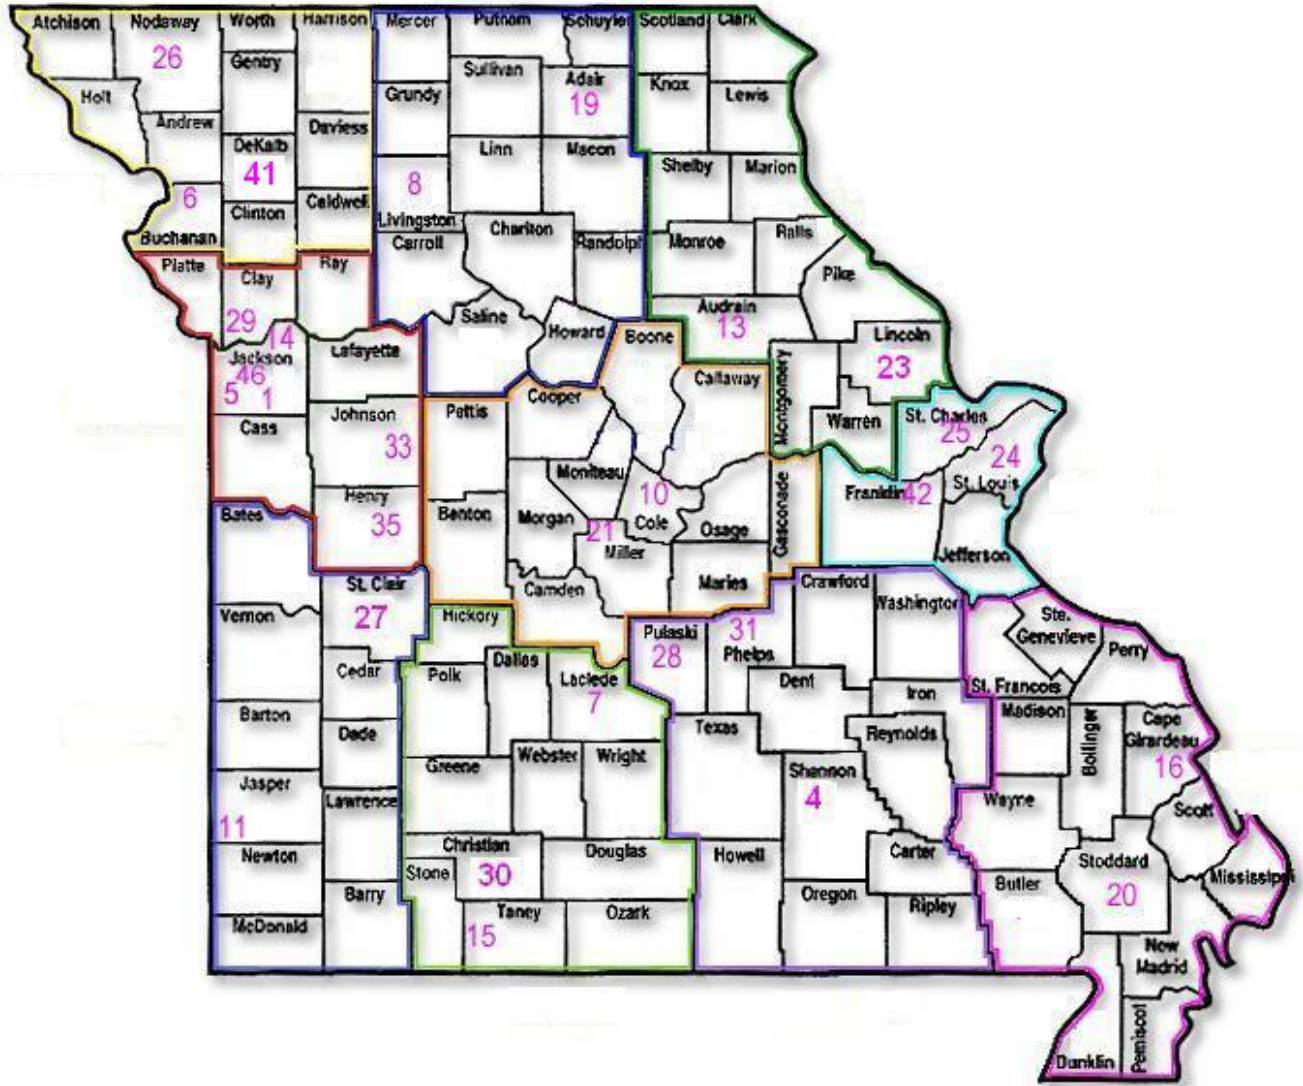 Atchison Nodaway Worth Harrison Mercer Putnam Schuyler Scotland Clark
26 Gentry Sullivan Adair Knox
Holt Grundy 19 Lewis
Andrew Daviess
DeKalb Linn Macon
41 8 Shelby Marion
6 Caldwell
Clinton Livingston Chariton
Buchanan Carroll Randolph Monroe Ralls
Platte Clay Ray Pike
29 Saline Audrain
14 Howard Boone 13 Lincoln
Jackson Lafayette 23
46 Callaway Montgomery
5 1 Cooper
Cass Johnson Pettis Warren St. Charles
33 25
Moniteau 24
Henry 10 Franklin 42 St. Louis
Bates 35 Benton Morgan 21 Cole Osage Gasconade
Miller Jefferson
St. Clair Camden Maries Crawford
27 Washington
Vernon Hickory Pulaski 31 Ste. Genevieve
Cedar Polk Dallas 28 Phelps Perry
Laclede Dent Iron St. Francois
7 Madison
Barton Dade Texas Reynolds Bollinger Cape Girardeau
Greene Webster Wright 16
Jasper Shannon
Lawrence 4 Wayne Scott
11
Newton Christian Douglas Howell Carter Stoddard
Stone 30 Butler Mississippi
Barry Oregon 20
McDonald Taney Ozark Ripley
15 New Madrid
Dunklin Pemiscot